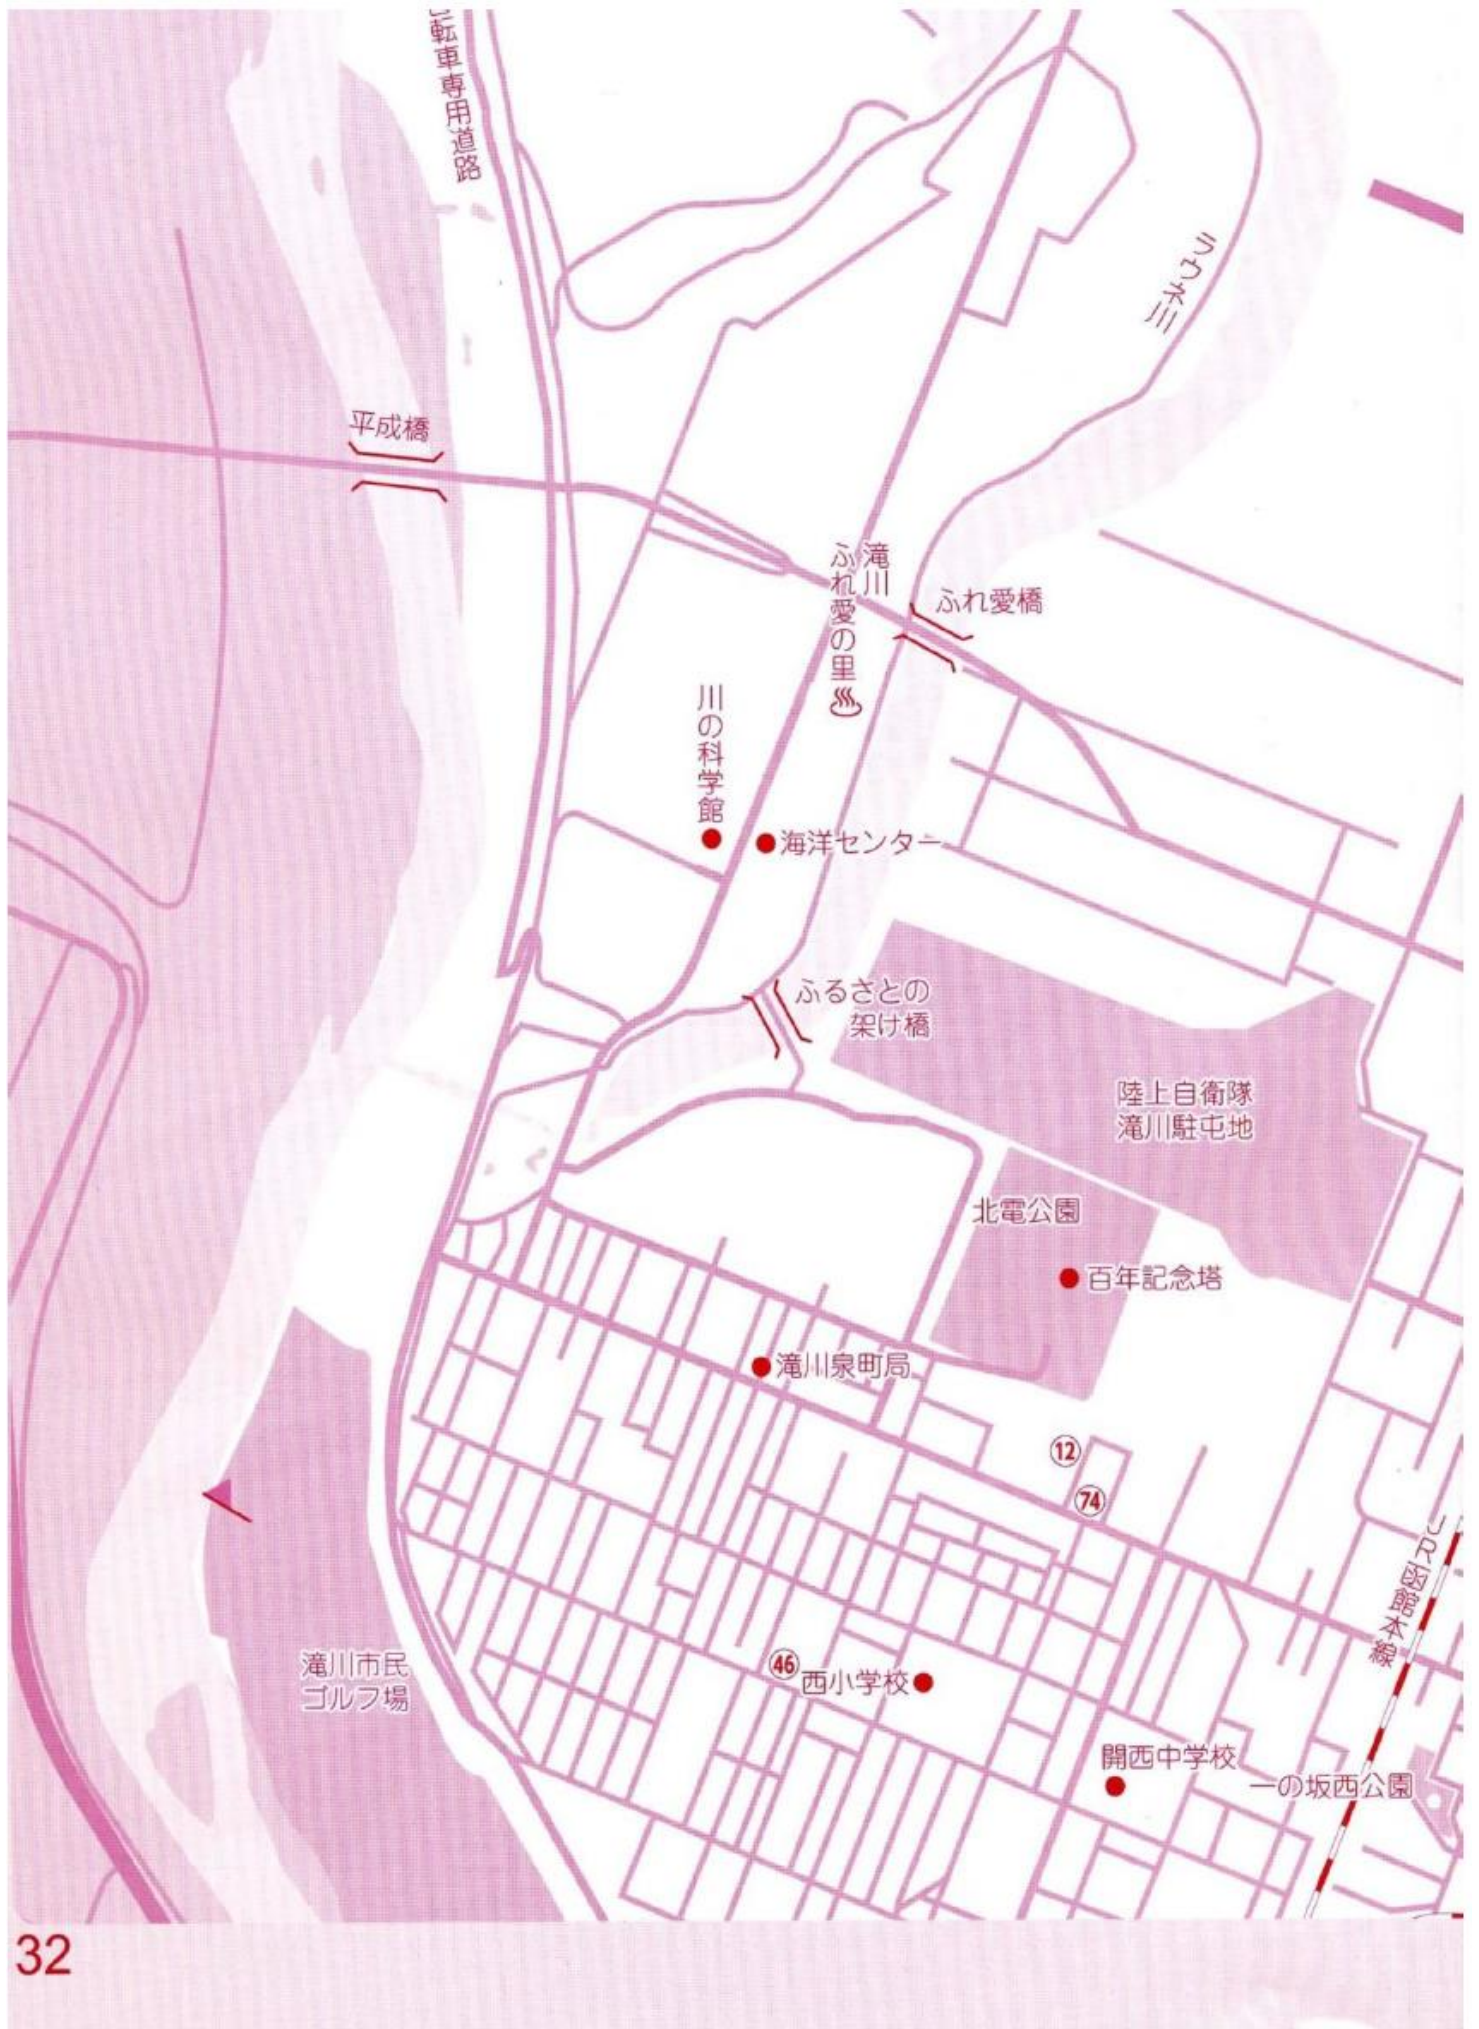 転車専用道路
ラウネ川
平成橋
滝川
ふれ愛の里
ふれ愛橋
川の科学館
海洋センター
ふるさとの
架け橋
陸上自衛隊
滝川駐屯地
北電公園
百年記念塔
滝川泉町局
12
74
JR函館本線
滝川市民
ゴルフ場
46
西小学校
開西中学校
一の坂西公園
32